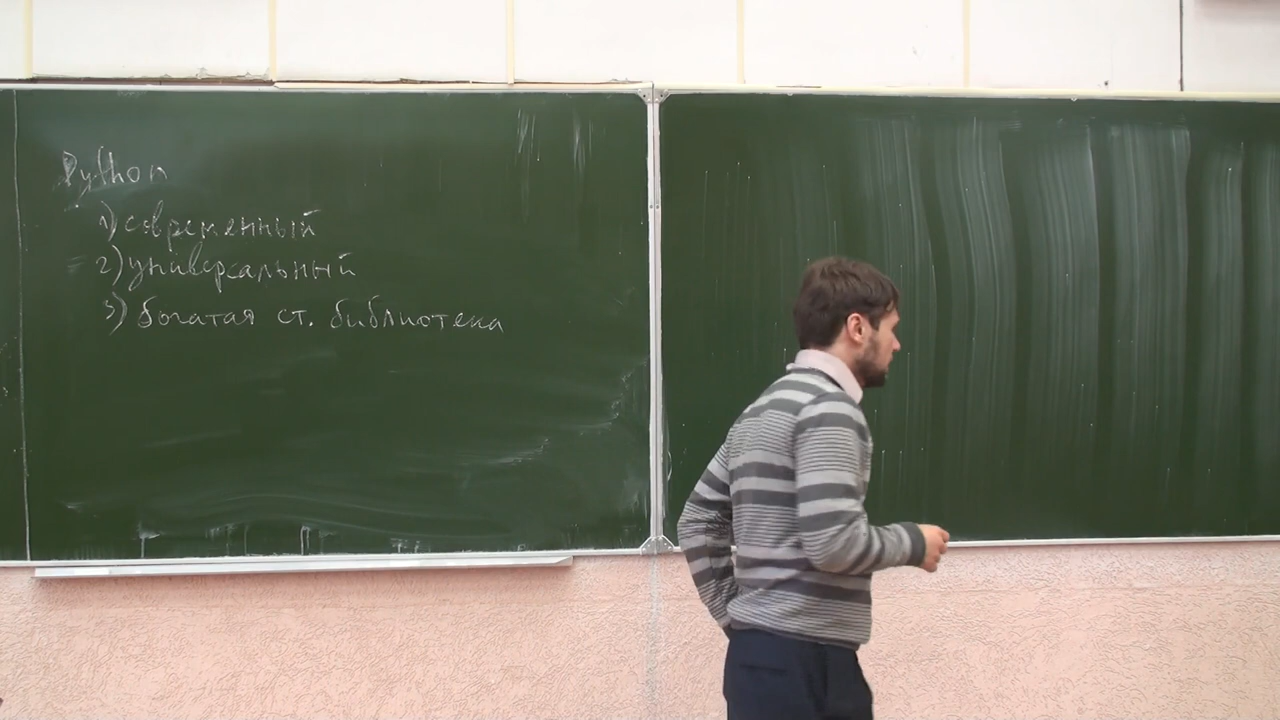 Python
1) современный
2) универсальный
3) богатая ст. библиотека